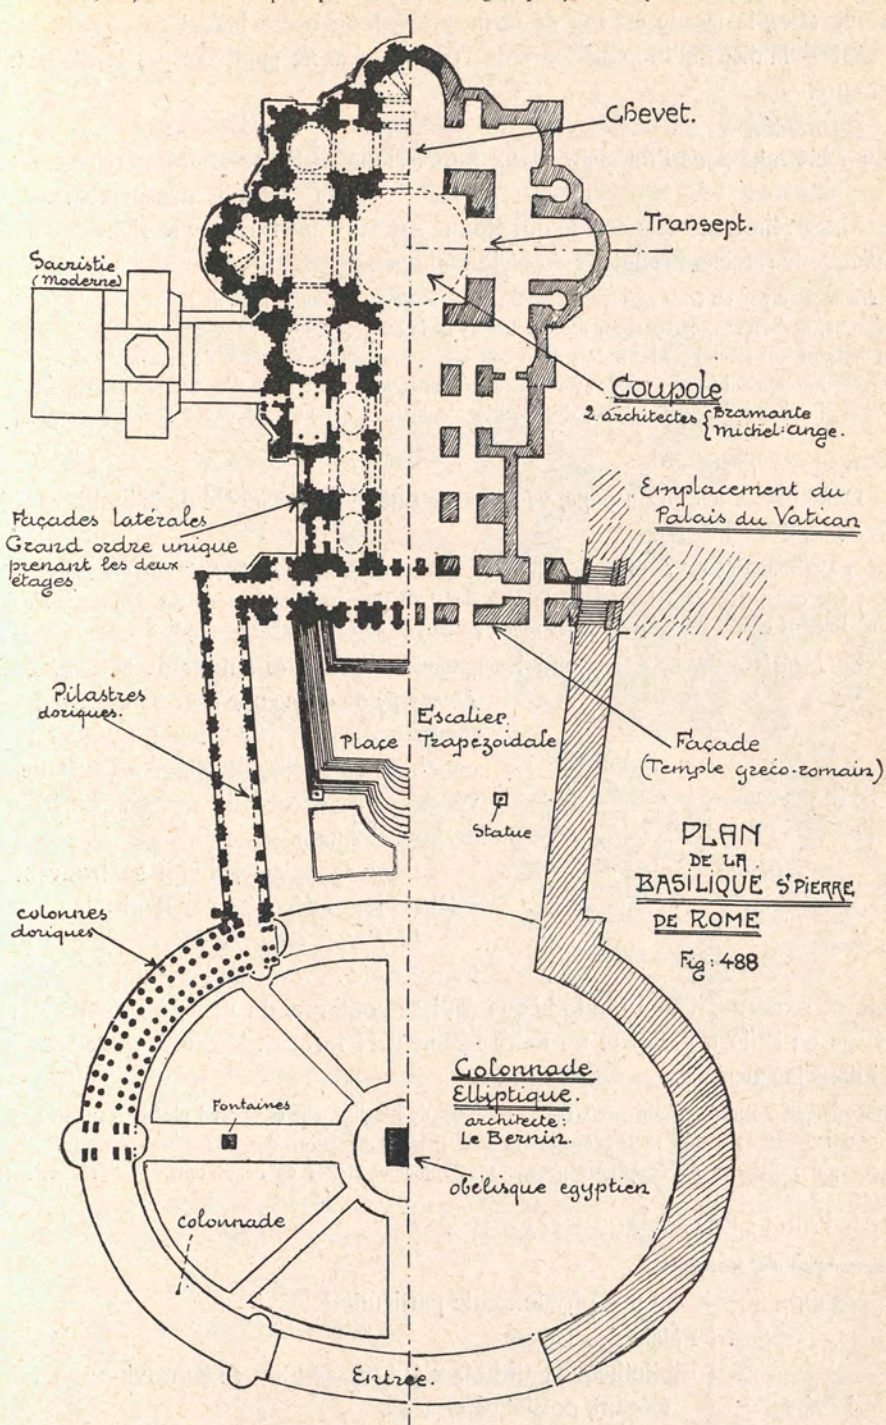 Chevet.
Transept.
Sacristie
(Moderne)
Coupole
2 architectes { Bramante
Michel-Ange.
Emplacement du
Palais du Vatican
Façades latérales
Grand ordre unique
prenant les deux
étages.
Pilastres
doriques.
Place
Escalier
Trapézoïdale
Façade
(Temple gréco-romain)
Statue
PLAN
DE LA
BASILIQUE St PIERRE
DE ROME
Fig: 488
colonnes
doriques
Colonnade
Elliptique.
architecte:
Le Bernin.
Fontaines
obélisque egyptien
colonnade
Entrée.